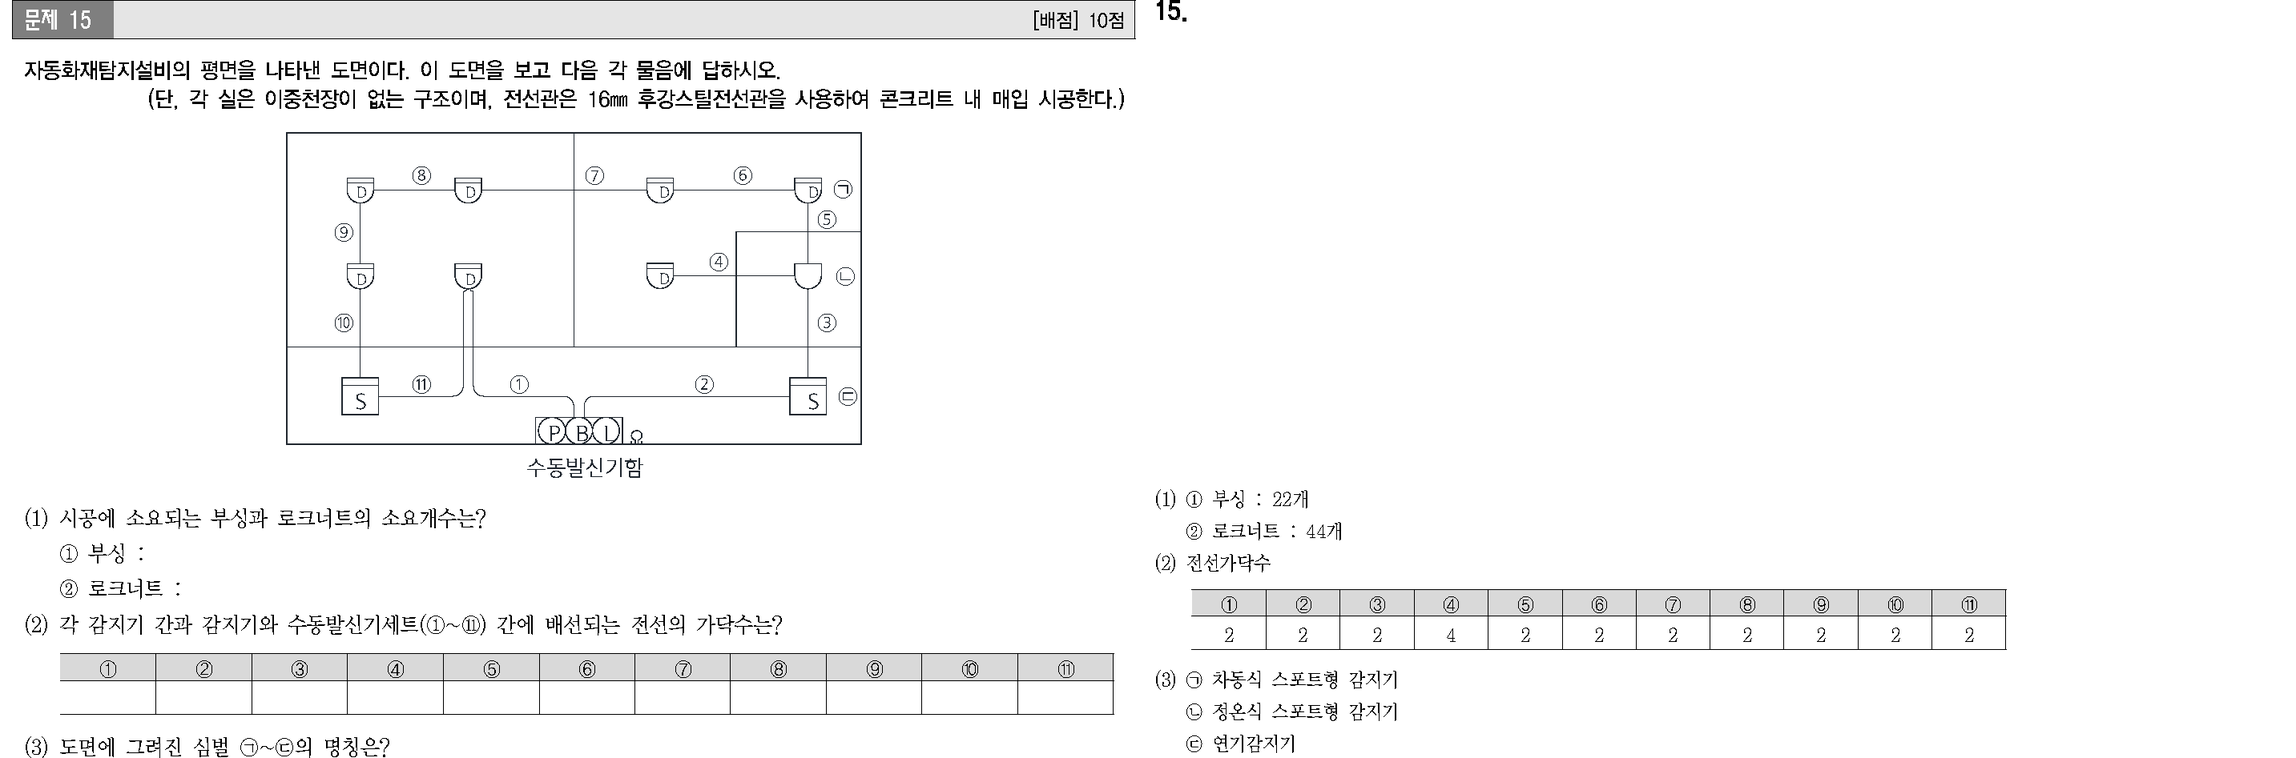 문제 15
[배점] 10점
자동화재탐지설비의 평면을 나타낸 도면이다. 이 도면을 보고 다음 각 물음에 답하시오.
(단, 각 실은 이중천장이 없는 구조이며, 전선관은 16㎜ 후강스틸전선관을 사용하여 콘크리트 내 매입 시공한다.)
⑧ ⑦ ⑥
D D D D ㉠
⑨ ⑤
④
D D D ㉡
⑩ ③
⑪ ① ②
S S ㉢
P B L Ω
수동발신기함
(1) 시공에 소요되는 부싱과 로크너트의 소요개수는?
① 부싱 :
② 로크너트 :
(2) 각 감지기 간과 감지기와 수동발신기세트(①~⑪) 간에 배선되는 전선의 가닥수는?
① ② ③ ④ ⑤ ⑥ ⑦ ⑧ ⑨ ⑩ ⑪
(3) 도면에 그려진 심벌 ㉠~㉢의 명칭은?
15.
(1) ① 부싱 : 22개
② 로크너트 : 44개
(2) 전선가닥수
① ② ③ ④ ⑤ ⑥ ⑦ ⑧ ⑨ ⑩ ⑪
2 2 2 4 2 2 2 2 2 2 2
(3) ㉠ 차동식 스포트형 감지기
㉡ 정온식 스포트형 감지기
㉢ 연기감지기